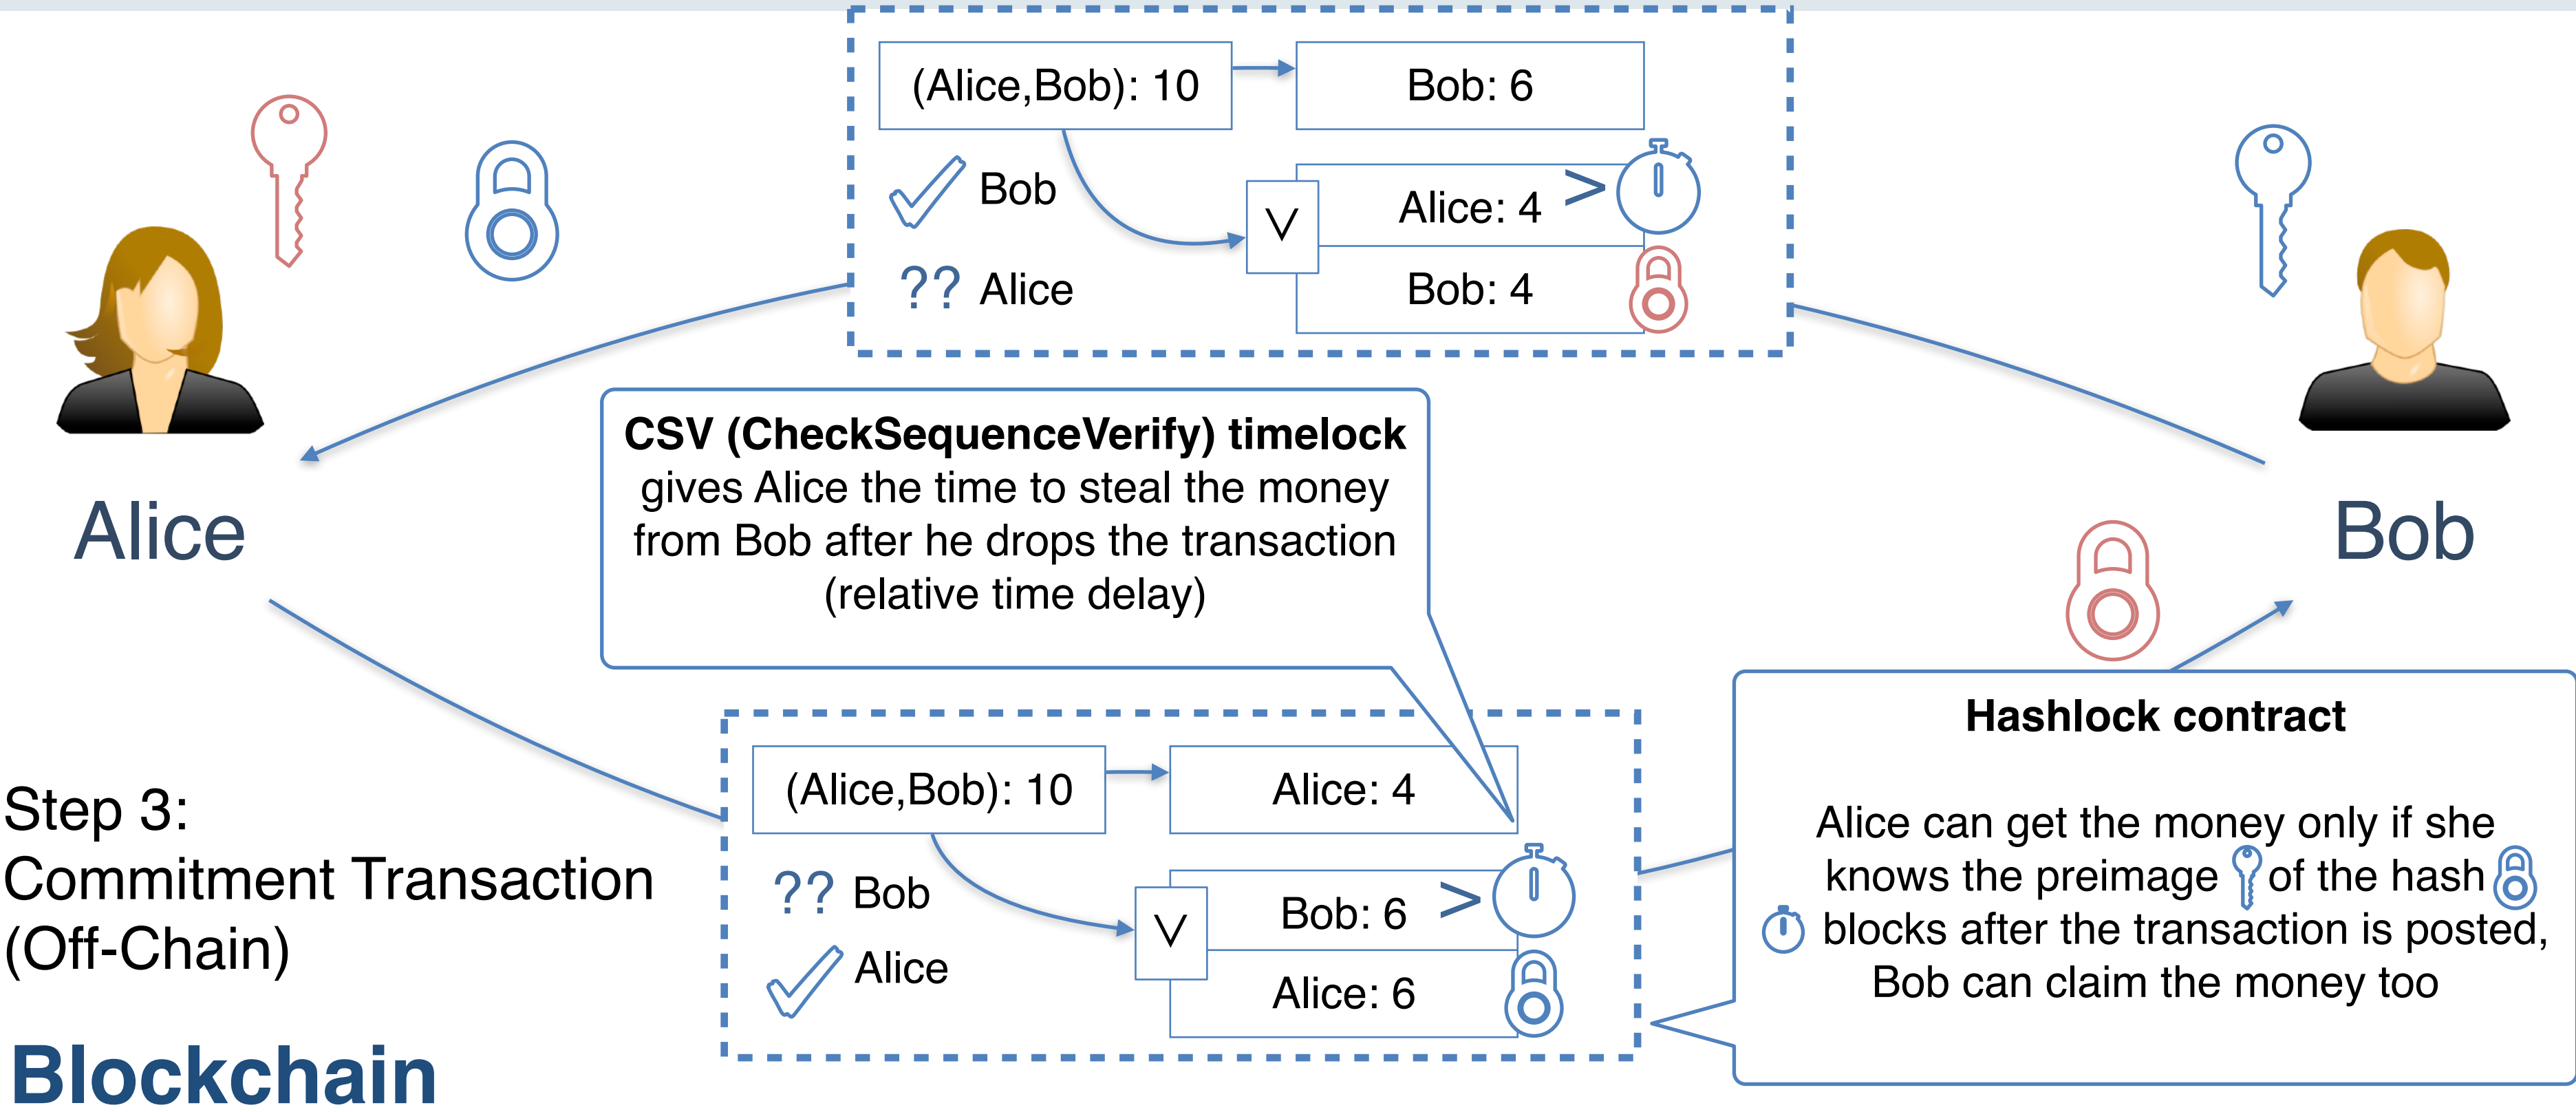 (Alice,Bob): 10
Bob: 6
✓ Bob
Alice: 4 >
∨
?? Alice
Bob: 4
Alice
Bob
CSV (CheckSequenceVerify) timelock
gives Alice the time to steal the money
from Bob after he drops the transaction
(relative time delay)
Hashlock contract
Alice can get the money only if she
knows the preimage of the hash
blocks after the transaction is posted,
Bob can claim the money too
(Alice,Bob): 10
Alice: 4
?? Bob
Bob: 6 >
∨
✓ Alice
Alice: 6
Step 3:
Commitment Transaction
(Off-Chain)
Blockchain